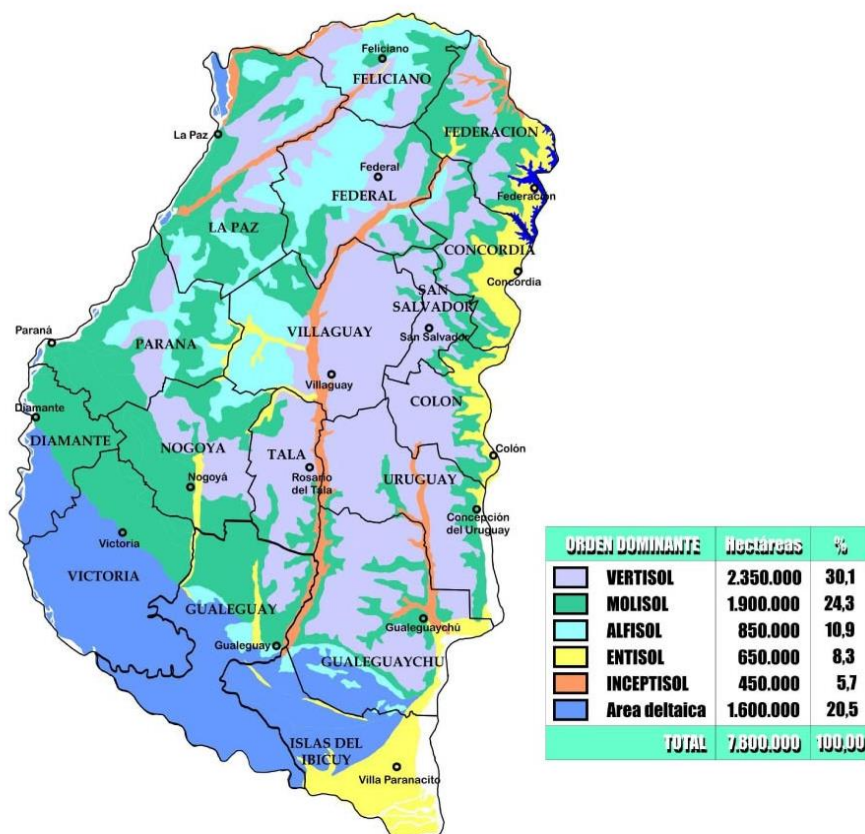 Feliciano
FELICIANO
La Paz
FEDERACION
Federal
FEDERAL
Federación
LA PAZ
CONCORDIA
Concordia
SAN
SALVADOR
San Salvador
Paraná
PARANA
VILLAGUAY
Villaguay
COLON
Diamante
DIAMANTE
NOGOYA
TALA
Colón
Nogoyá
Rosario
del Tala
URUGUAY
Concepción
del Uruguay
Victoria
VICTORIA
GUALEGUAY
Gualeguaychú
Gualeguay
GUALEGUAYCHU
ISLAS DEL
IBICUY
Villa Paranacito
ORDEN DOMINANTE Hectáreas %
VERTISOL 2.350.000 30,1
MOLISOL 1.900.000 24,3
ALFISOL 850.000 10,9
ENTISOL 650.000 8,3
INCEPTISOL 450.000 5,7
Area deltaica 1.600.000 20,5
TOTAL 7.800.000 100,00